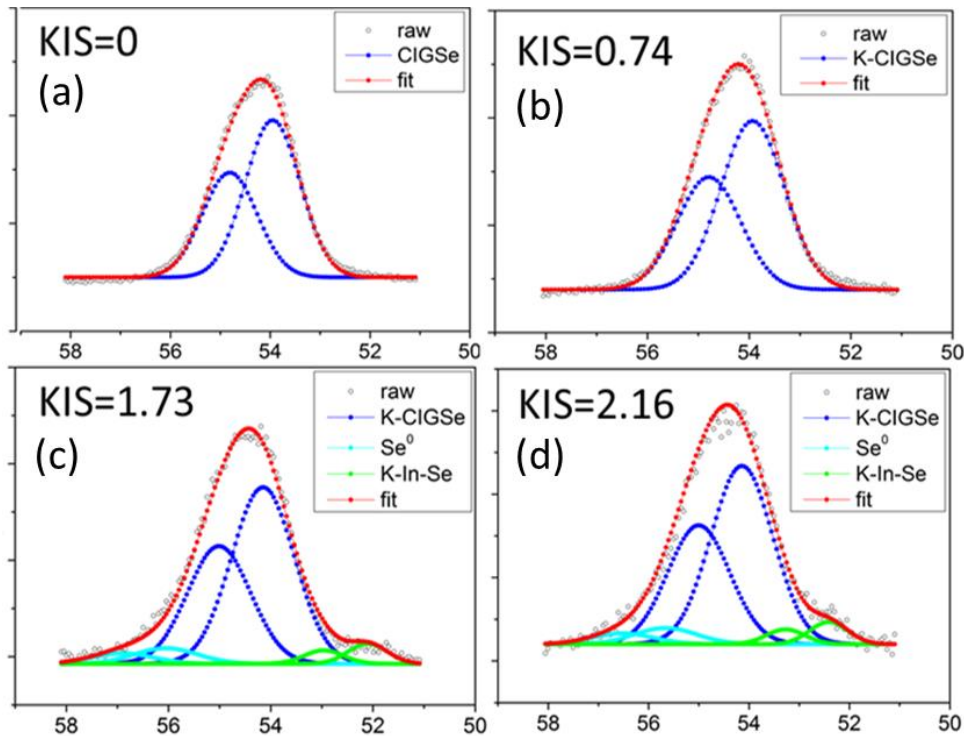 KIS=0
(a)
raw
CIGSe
fit
58 56 54 52 50
KIS=0.74
(b)
raw
K-CIGSe
fit
58 56 54 52 50
KIS=1.73
(c)
raw
K-CIGSe
Se⁰
K-In-Se
fit
58 56 54 52 50
KIS=2.16
(d)
raw
K-CIGSe
Se⁰
K-In-Se
fit
58 56 54 52 50